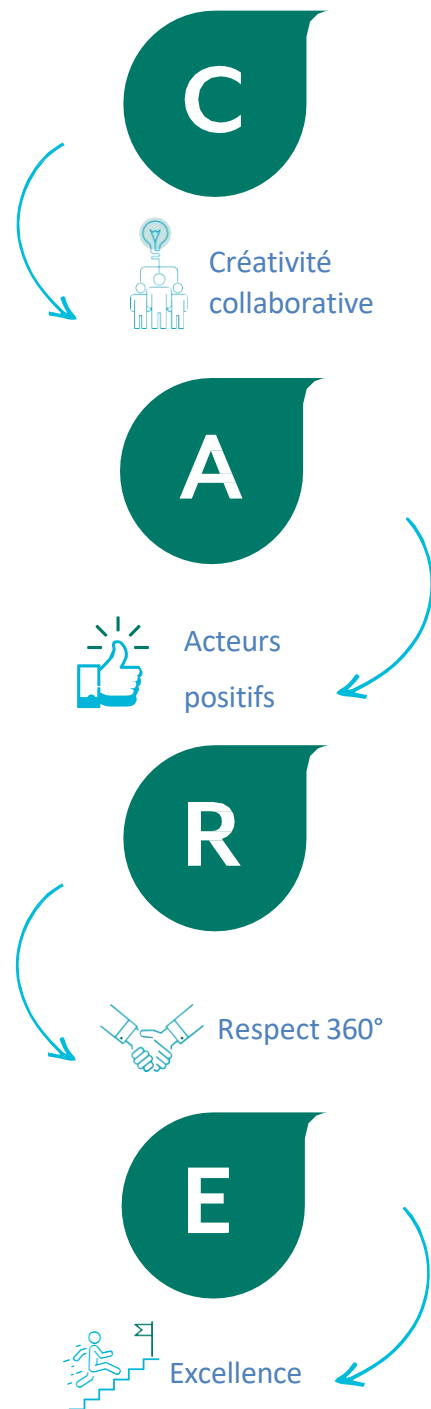 C
Créativité
collaborative
A
Acteurs
positifs
R
Respect 360°
E
Excellence